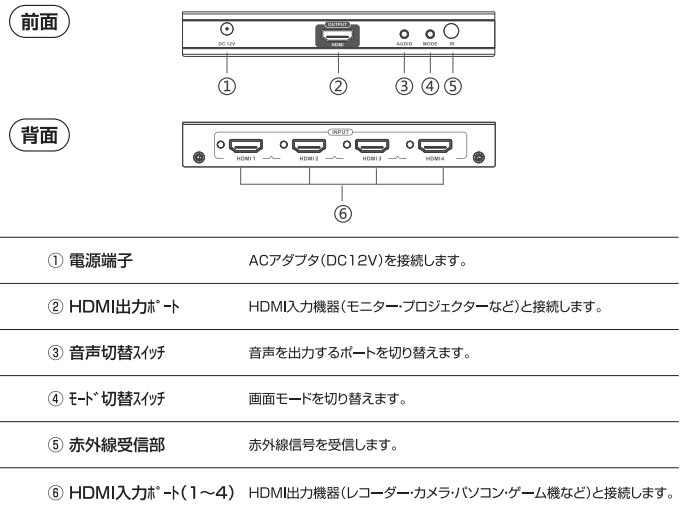 前面
OUTPUT
DC 12V
HDMI
AUDIO
MODE
IR
① ② ③ ④ ⑤
背面
INPUT
HDMI 1
HDMI 2
HDMI 3
HDMI 4
⑥
① 電源端子 ACアダプタ(DC12V)を接続します。
② HDMI出力ポート HDMI入力機器(モニター・プロジェクターなど)と接続します。
③ 音声切替スイッチ 音声を出力するポートを切り替えます。
④ モード切替スイッチ 画面モードを切り替えます。
⑤ 赤外線受信部 赤外線信号を受信します。
⑥ HDMI入力ポート(1〜4) HDMI出力機器(レコーダー・カメラ・パソコン・ゲーム機など)と接続します。